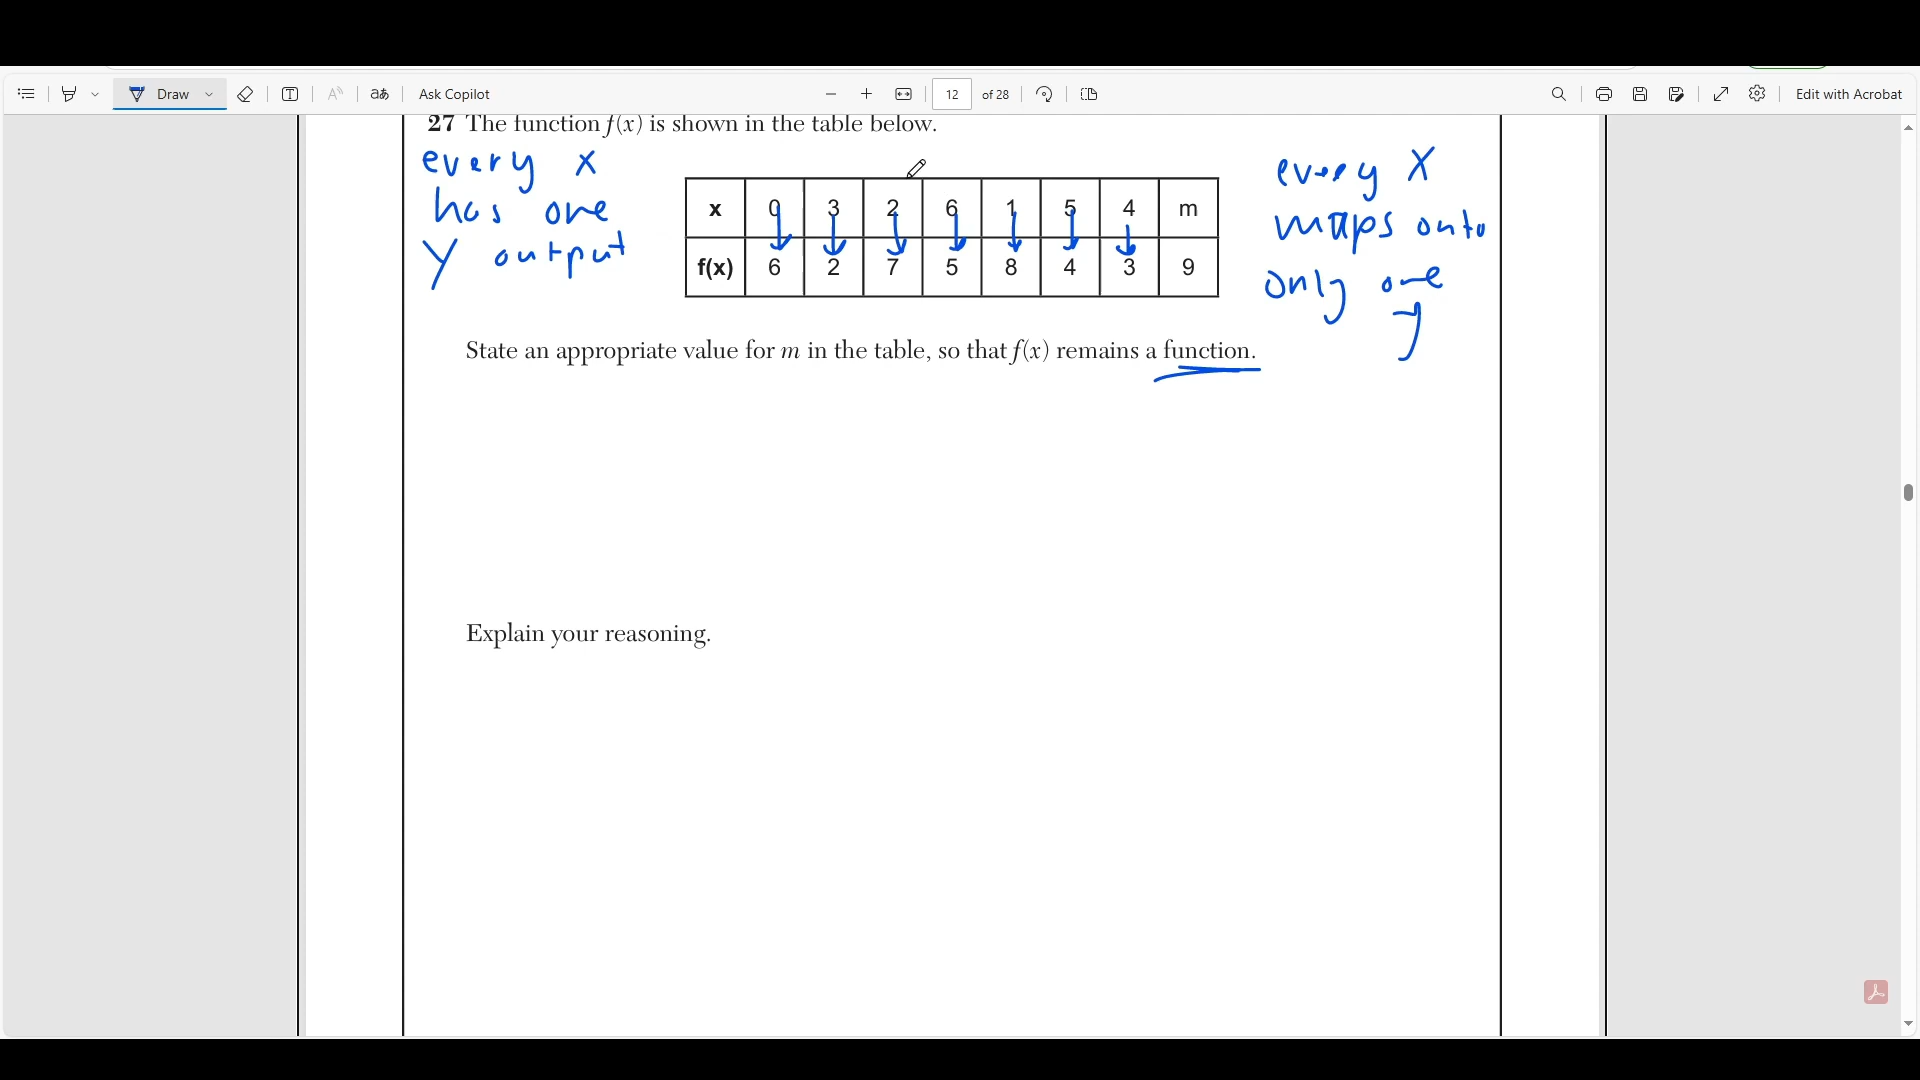 Draw
Ask Copilot
12 of 28
Edit with Acrobat
27 The function f(x) is shown in the table below.
every x
has one
y output
x 0 3 2 6 1 5 4 m
f(x) 6 2 7 5 8 4 3 9
every x
maps onto
only one
y
State an appropriate value for m in the table, so that f(x) remains a function.
Explain your reasoning.